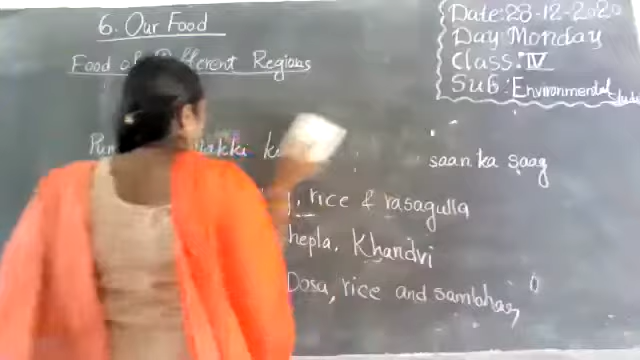 6. Our Food
Food of Different Regions
Date:28-12-2020
Day:Monday
Class:IV
Sub:Environmental
saan ka saag
, rice & rasagulla
hepla, Khandvi
Dosa, rice and sambhar,